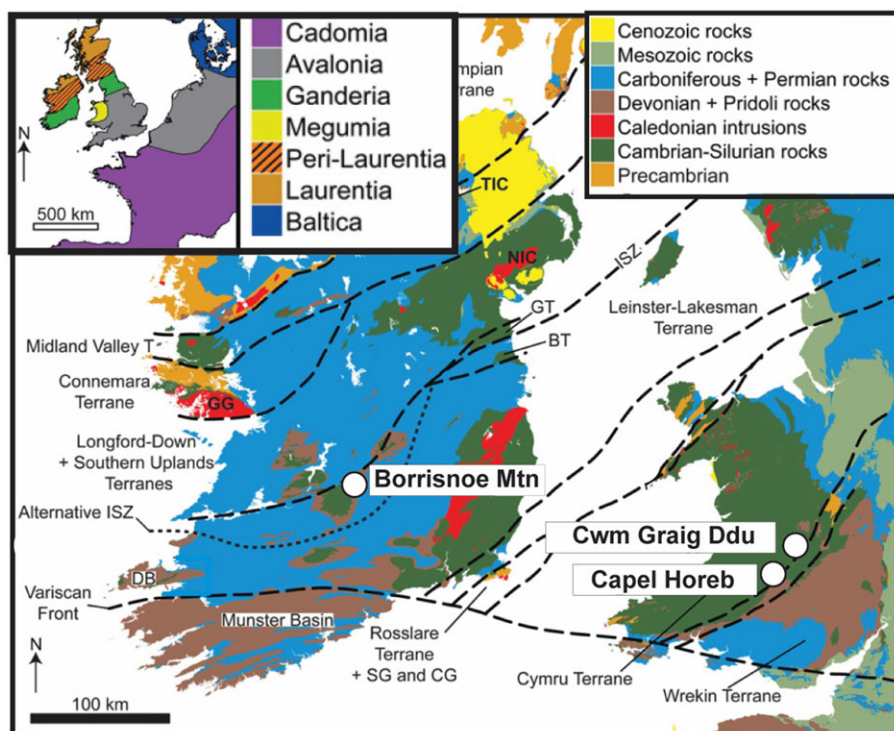 Cadomia
Avalonia
Ganderia
Megumia
Peri-Laurentia
Laurentia
Baltica
N
500 km
Cenozoic rocks
Mesozoic rocks
Carboniferous + Permian rocks
Devonian + Pridoli rocks
Caledonian intrusions
Cambrian-Silurian rocks
Precambrian
TIC
NIC
ISZ
GT
BT
Leinster-Lakesman
Terrane
Midland Valley T
Connemara
Terrane
GG
Longford-Down
+ Southern Uplands
Terranes
Alternative ISZ
Borrisnoe Mtn
Cwm Graig Ddu
Capel Horeb
DB
Variscan
Front
Munster Basin
Rosslare
Terrane
+ SG and CG
Cymru Terrane
Wrekin Terrane
N
100 km